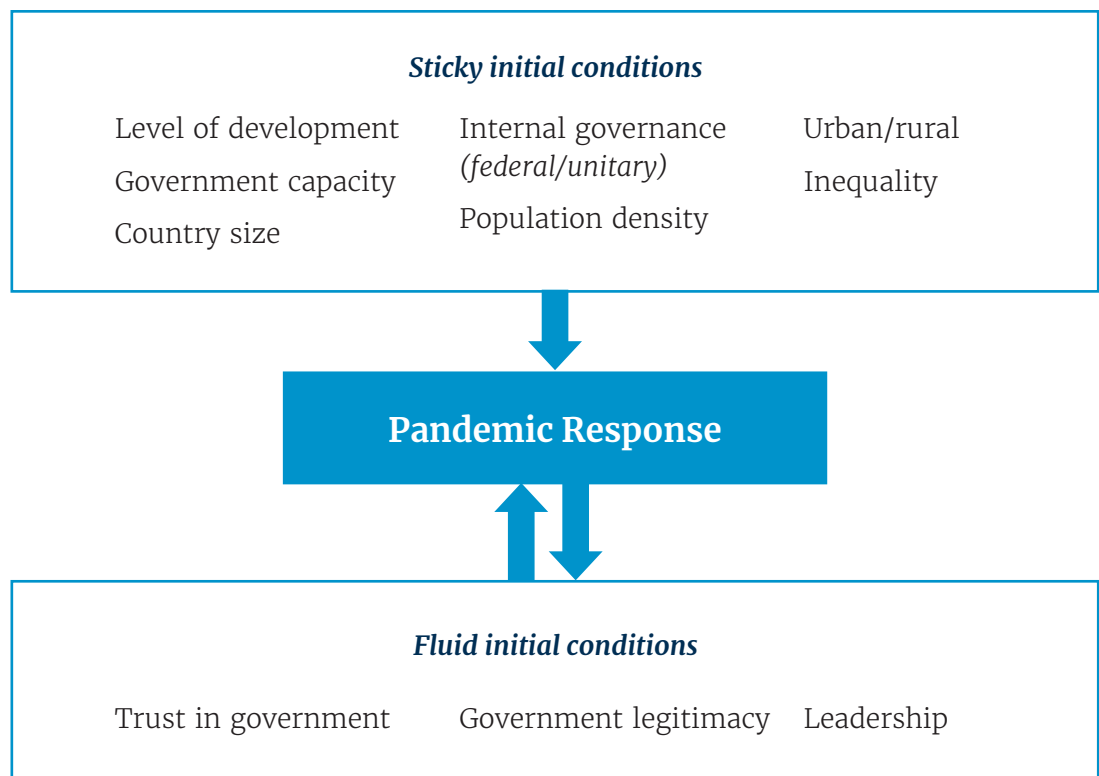 Sticky initial conditions
Level of development
Government capacity
Country size
Internal governance
(federal/unitary)
Population density
Urban/rural
Inequality
Pandemic Response
Fluid initial conditions
Trust in government
Government legitimacy
Leadership